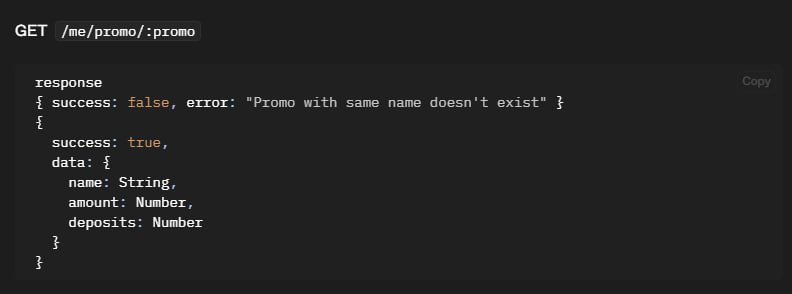 GET /me/promo/:promo
Copy
response
{ success: false, error: "Promo with same name doesn't exist" }
{
  success: true,
  data: {
    name: String,
    amount: Number,
    deposits: Number
  }
}